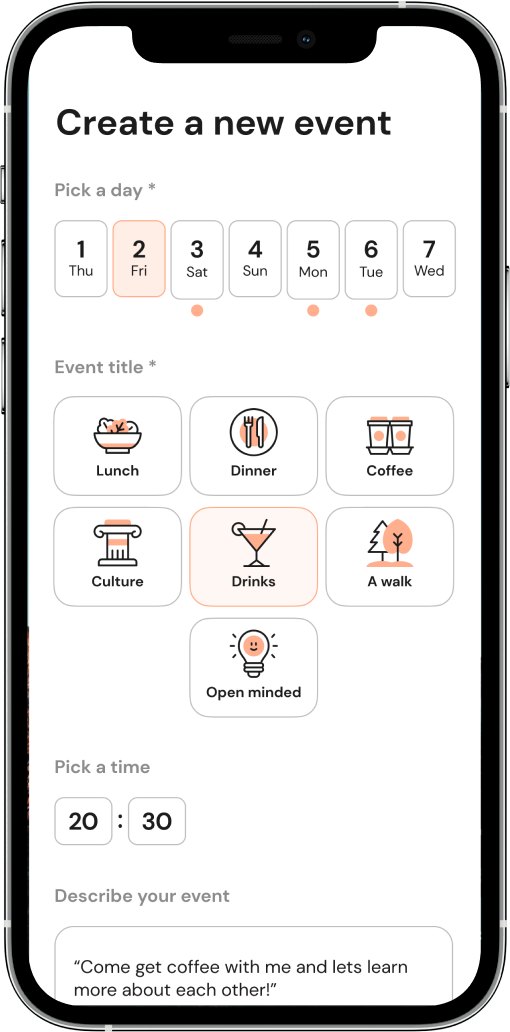 Create a new event
Pick a day *
1 2 3 4 5 6 7
Thu Fri Sat Sun Mon Tue Wed
Event title *
Lunch Dinner Coffee
Culture Drinks A walk
Open minded
Pick a time
20 : 30
Describe your event
“Come get coffee with me and lets learn
more about each other!”